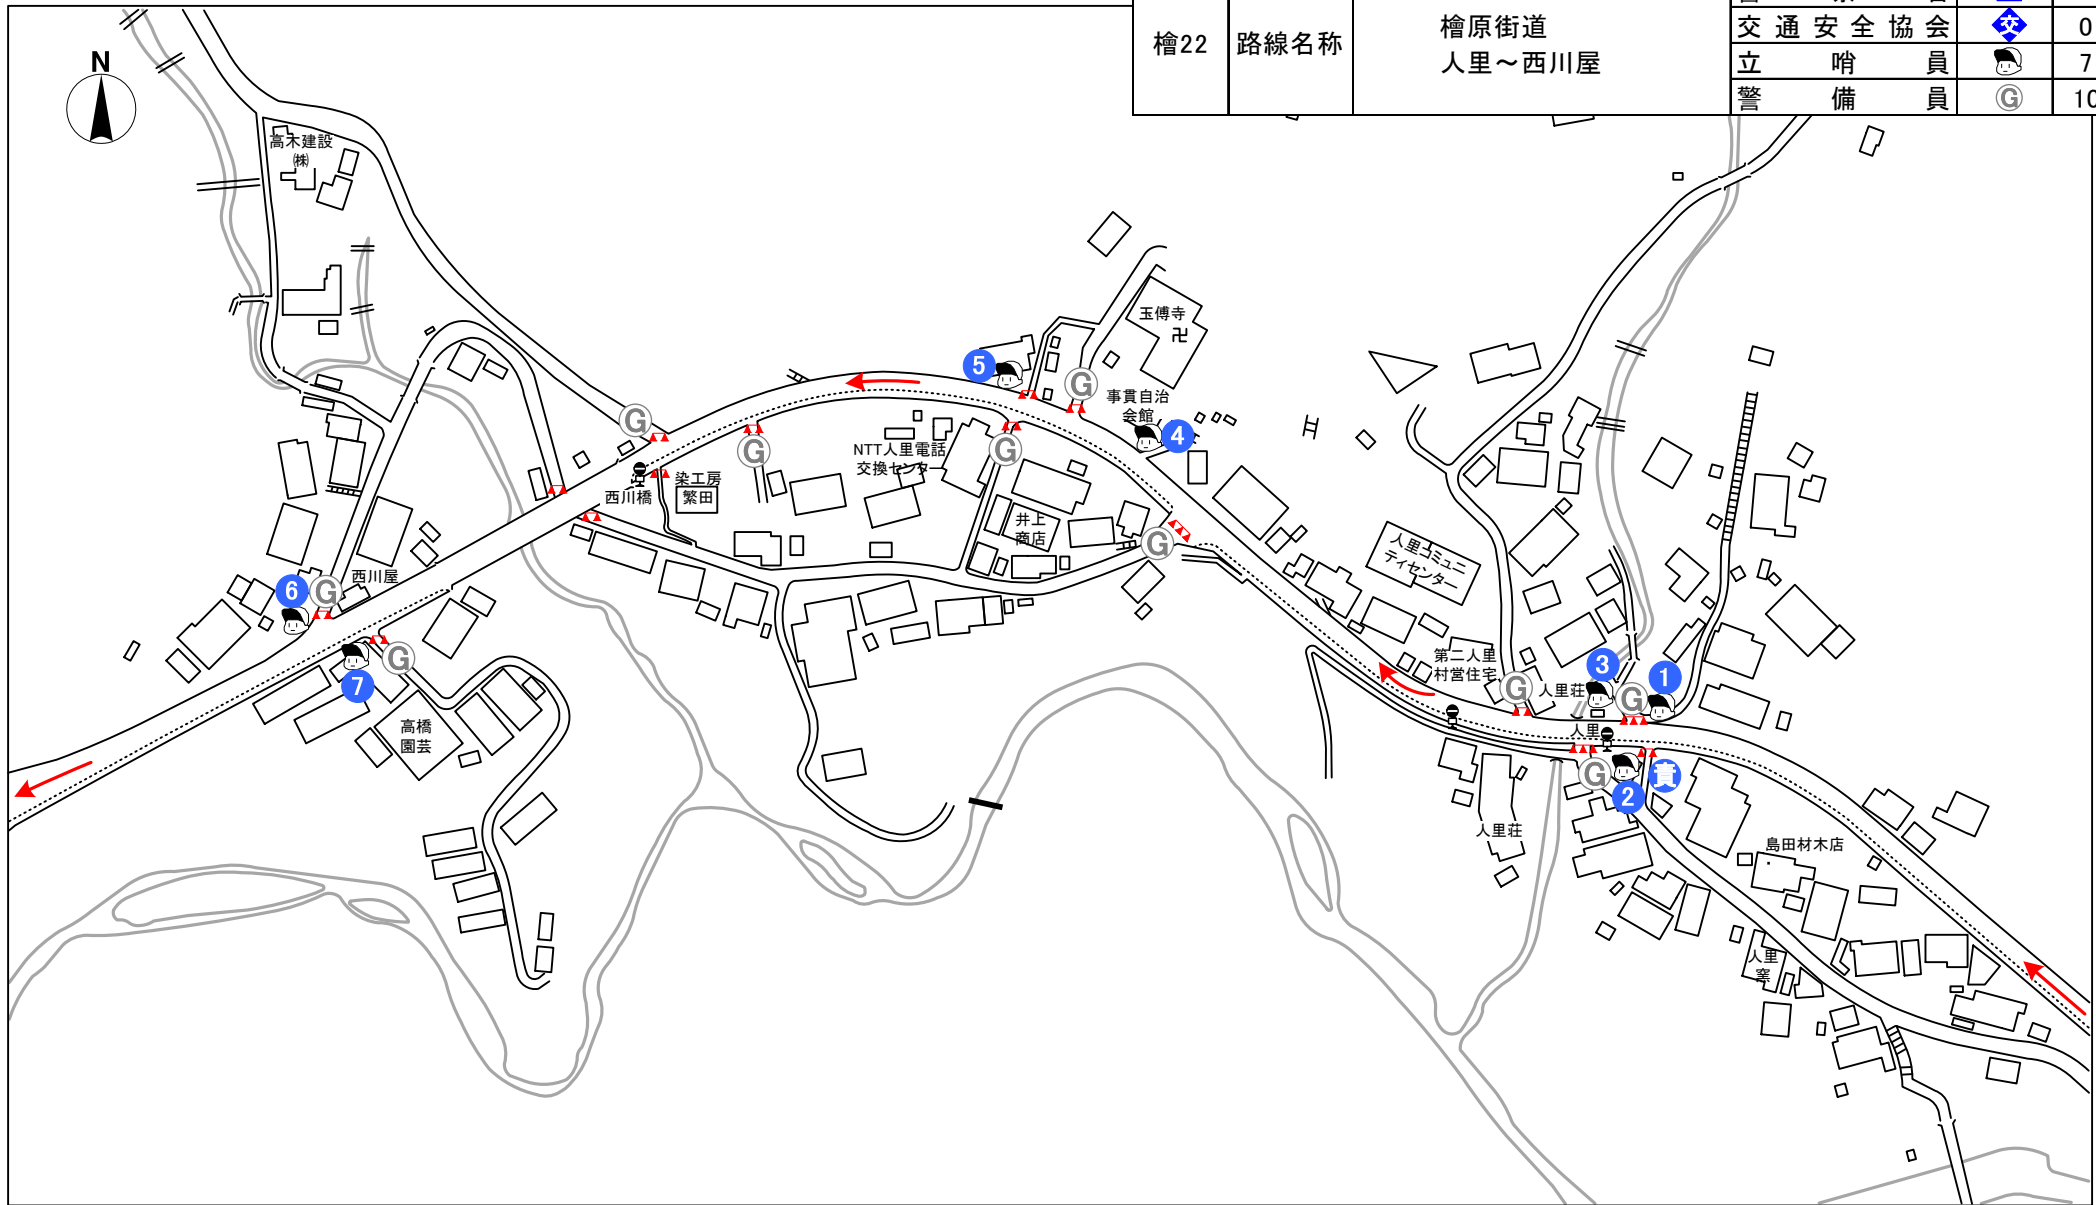 檜22
路線名称
檜原街道
人里～西川屋
交通安全協会
交
0
立哨員
7
警備員
G
10
N
高木建設
㈱
玉傅寺
卍
5
G
事貫自治
会館
4
G
G
NTT人里電話
交換センター
G
染工房
繁田
西川橋
井上
商店
G
人里コミュニ
ティセンター
西川屋
6
G
G
7
高橋
園芸
第二人里
村営住宅
G
人里荘
3
G
1
人里
G
2
責
人里荘
島田材木店
人里
窯